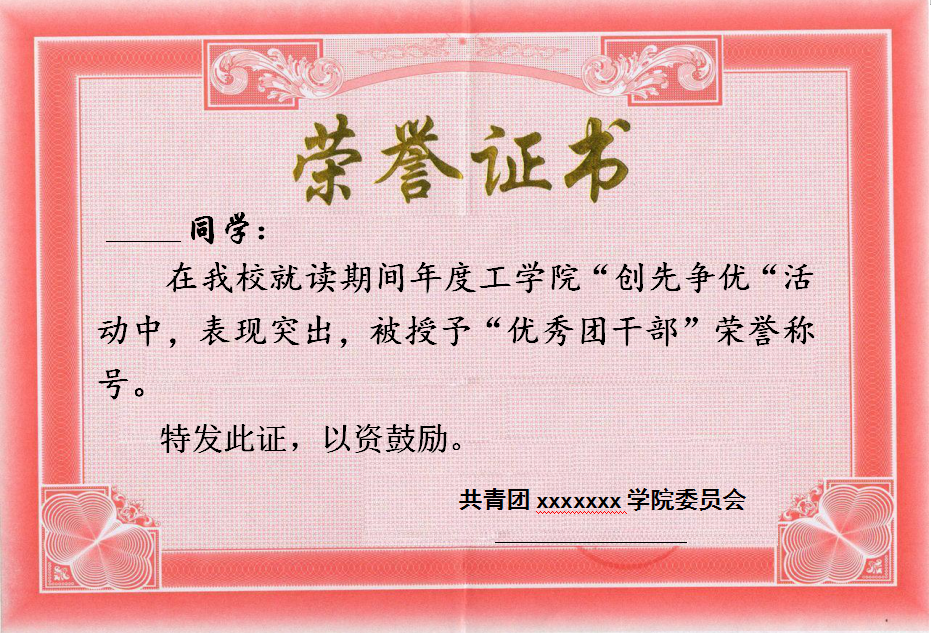 荣誉证书
_____同学：
在我校就读期间年度工学院“创先争优“活
动中，表现突出，被授予“优秀团干部”荣誉称
号。
特发此证，以资鼓励。
共青团 xxxxxxx 学院委员会